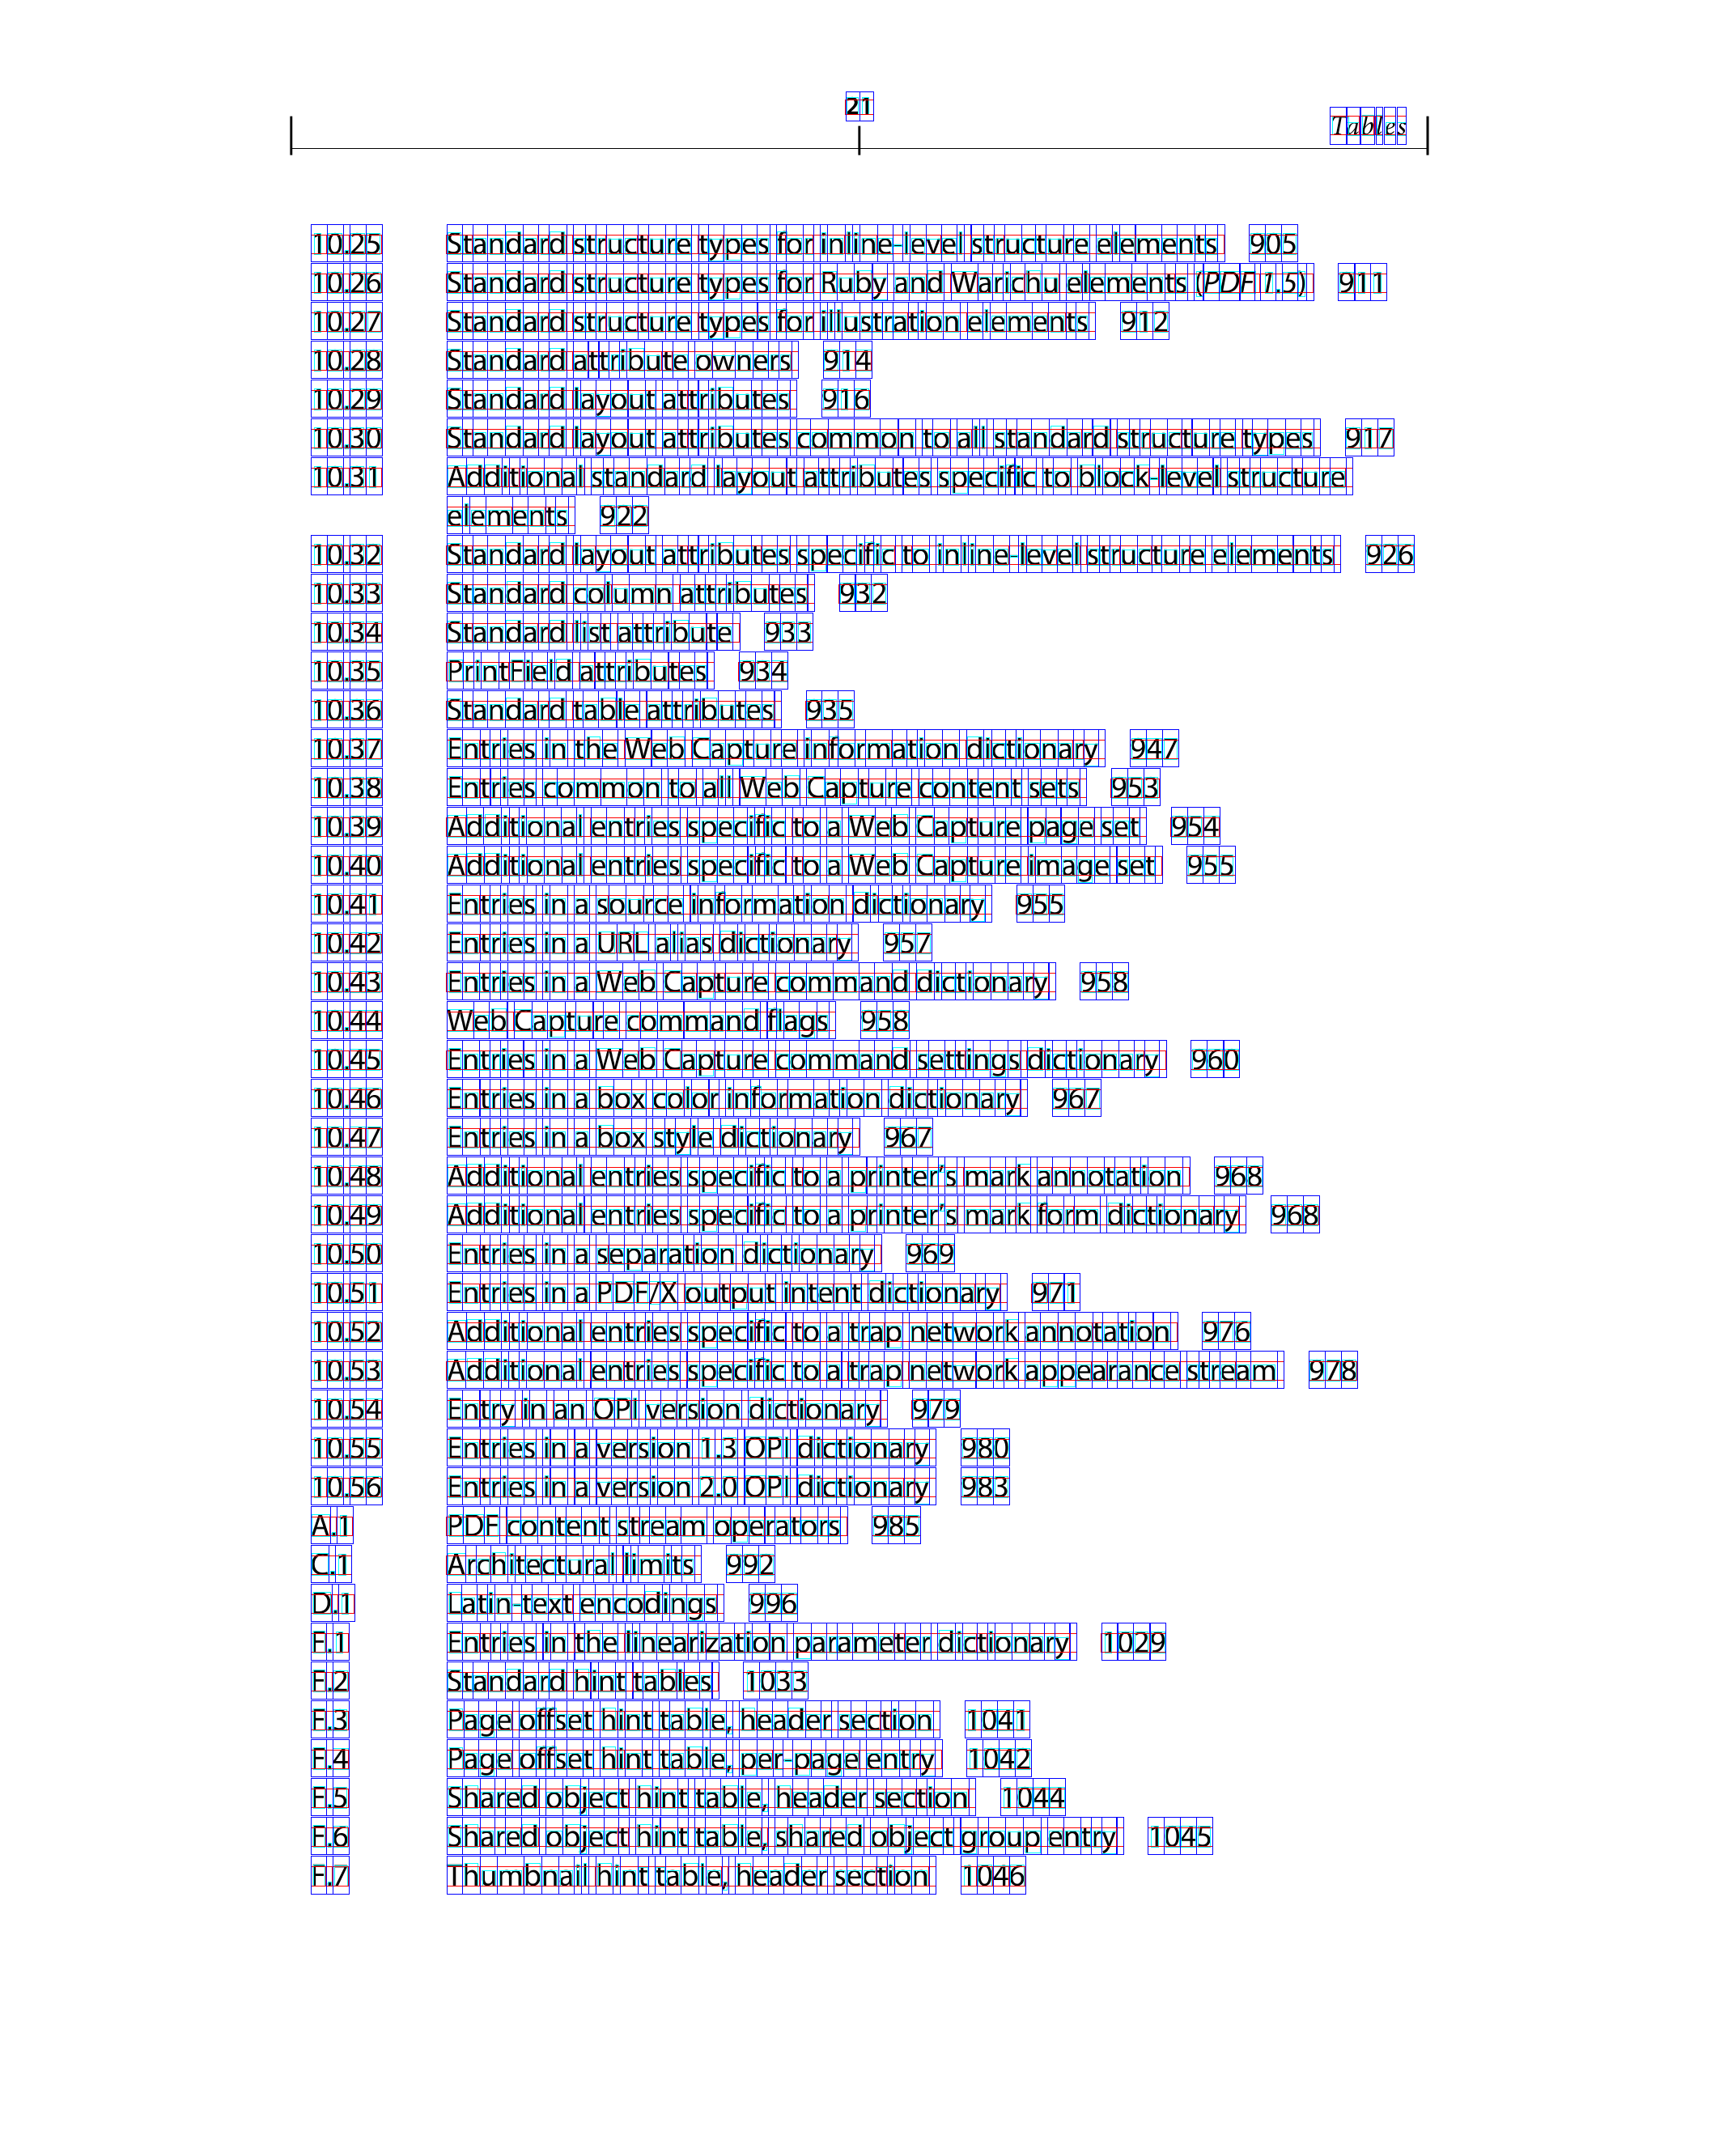 21
Tables
10.25 Standard structure types for inline-level structure elements 905
10.26 Standard structure types for Ruby and Warichu elements (PDF 1.5) 911
10.27 Standard structure types for illustration elements 912
10.28 Standard attribute owners 914
10.29 Standard layout attributes 916
10.30 Standard layout attributes common to all standard structure types 917
10.31 Additional standard layout attributes specific to block-level structure
elements 922
10.32 Standard layout attributes specific to inline-level structure elements 926
10.33 Standard column attributes 932
10.34 Standard list attribute 933
10.35 PrintField attributes 934
10.36 Standard table attributes 935
10.37 Entries in the Web Capture information dictionary 947
10.38 Entries common to all Web Capture content sets 953
10.39 Additional entries specific to a Web Capture page set 954
10.40 Additional entries specific to a Web Capture image set 955
10.41 Entries in a source information dictionary 955
10.42 Entries in a URL alias dictionary 957
10.43 Entries in a Web Capture command dictionary 958
10.44 Web Capture command flags 958
10.45 Entries in a Web Capture command settings dictionary 960
10.46 Entries in a box color information dictionary 967
10.47 Entries in a box style dictionary 967
10.48 Additional entries specific to a printer’s mark annotation 968
10.49 Additional entries specific to a printer’s mark form dictionary 968
10.50 Entries in a separation dictionary 969
10.51 Entries in a PDF/X output intent dictionary 971
10.52 Additional entries specific to a trap network annotation 976
10.53 Additional entries specific to a trap network appearance stream 978
10.54 Entry in an OPI version dictionary 979
10.55 Entries in a version 1.3 OPI dictionary 980
10.56 Entries in a version 2.0 OPI dictionary 983
A.1 PDF content stream operators 985
C.1 Architectural limits 992
D.1 Latin-text encodings 996
F.1 Entries in the linearization parameter dictionary 1029
F.2 Standard hint tables 1033
F.3 Page offset hint table, header section 1041
F.4 Page offset hint table, per-page entry 1042
F.5 Shared object hint table, header section 1044
F.6 Shared object hint table, shared object group entry 1045
F.7 Thumbnail hint table, header section 1046